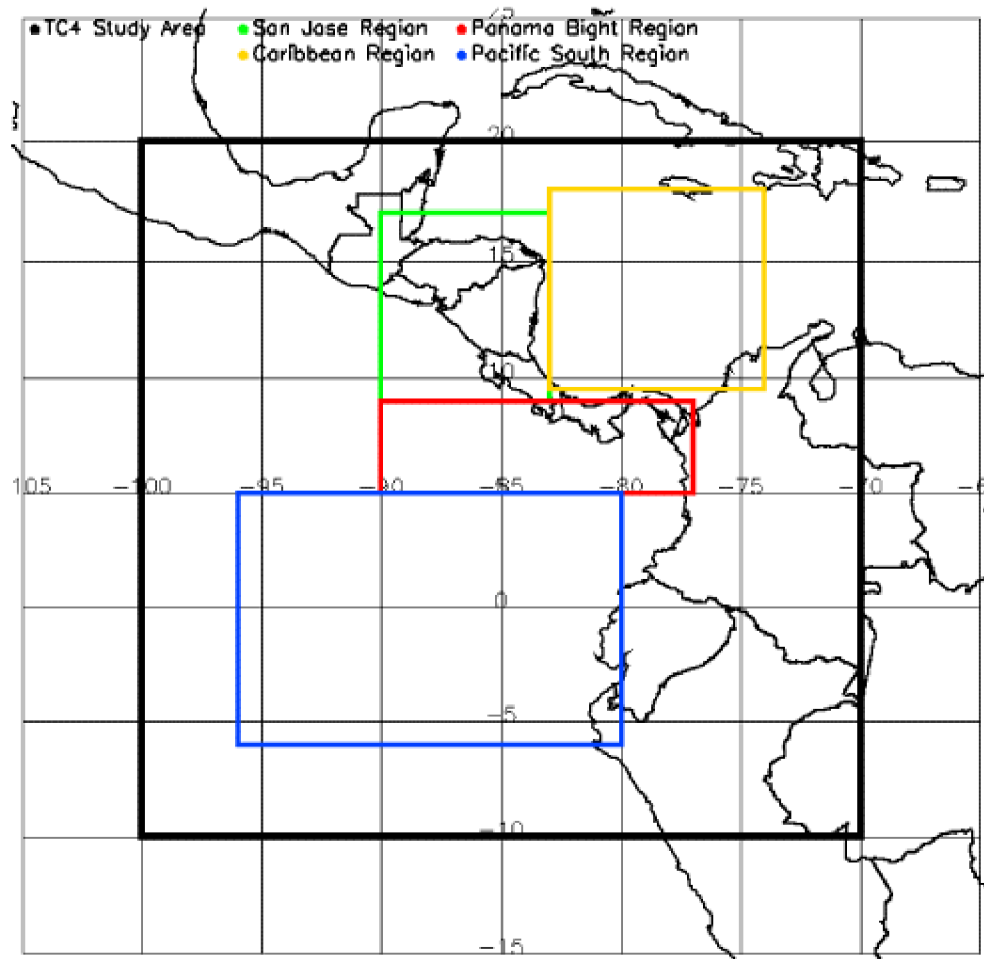 TC4 Study Area San Jase Region Panama Bight Region
Caribbean Region Pacific South Region
20
15
10
105 -100 -95 -90 -85 -80 -75 -70
0
-5
-10
-15